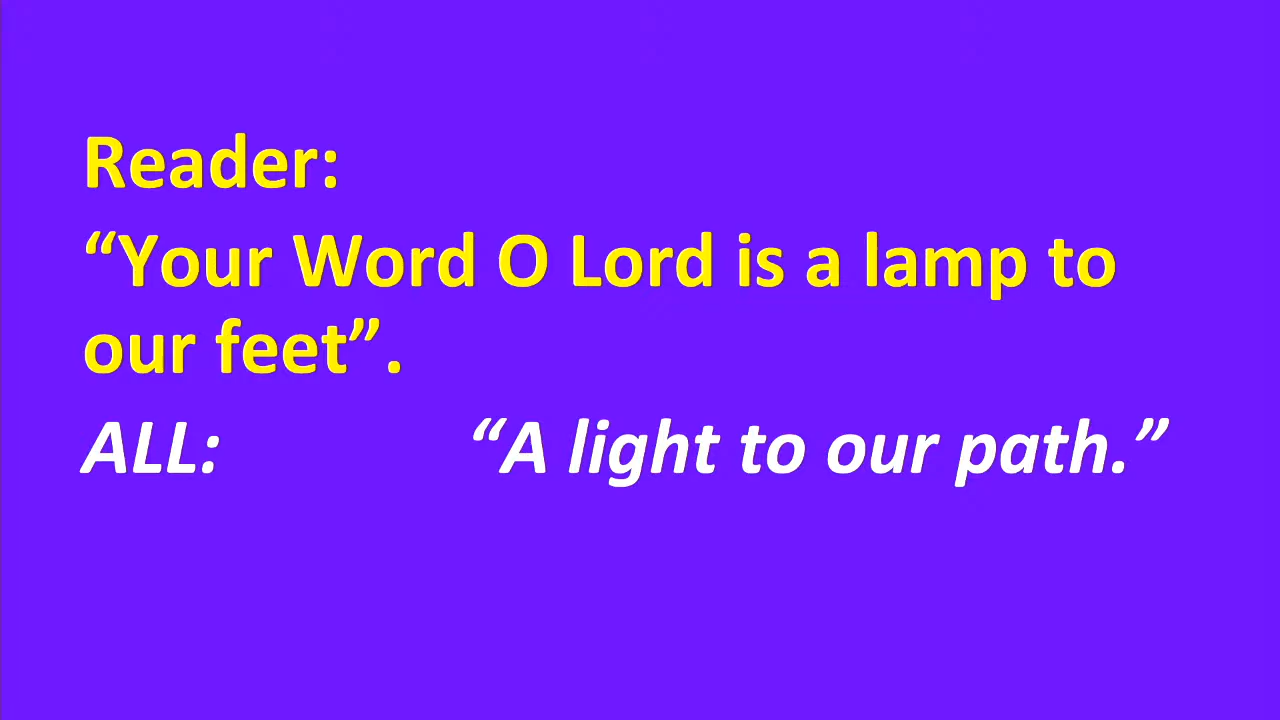 Reader:
“Your Word O Lord is a lamp to
our feet”.
ALL: “A light to our path.”